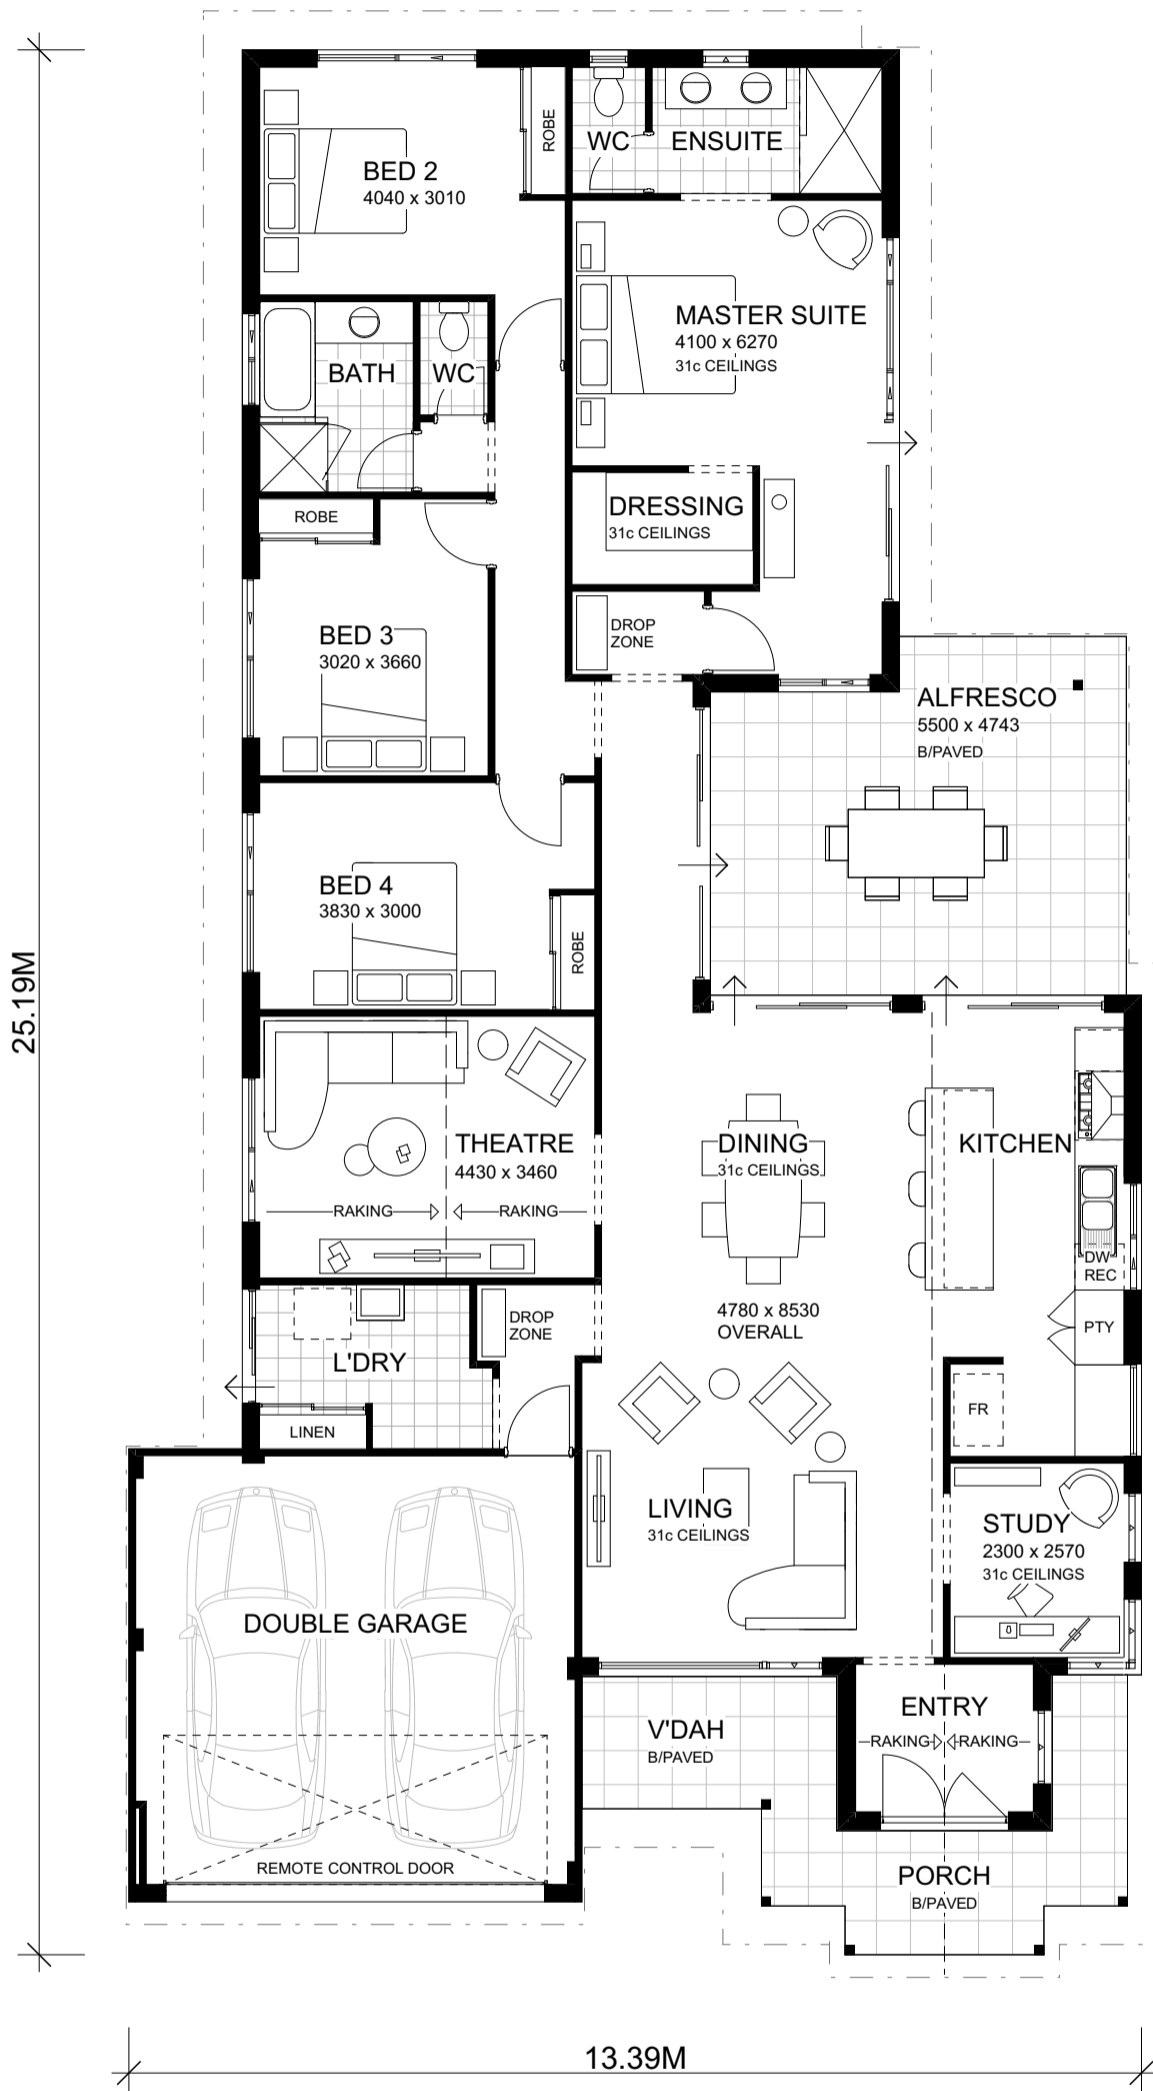 BED 2
4040 x 3010
ROBE
WC
ENSUITE
MASTER SUITE
4100 x 6270
31c CEILINGS
BATH
WC
DRESSING
31c CEILINGS
ROBE
BED 3
3020 x 3660
DROP
ZONE
ALFRESCO
5500 x 4743
B/PAVED
BED 4
3830 x 3000
ROBE
25.19M
THEATRE
4430 x 3460
RAKING
RAKING
DINING
31c CEILINGS
KITCHEN
4780 x 8530
OVERALL
DW
REC
PTY
DROP
ZONE
L'DRY
LINEN
FR
LIVING
31c CEILINGS
STUDY
2300 x 2570
31c CEILINGS
DOUBLE GARAGE
REMOTE CONTROL DOOR
V'DAH
B/PAVED
ENTRY
RAKING
RAKING
PORCH
B/PAVED
13.39M